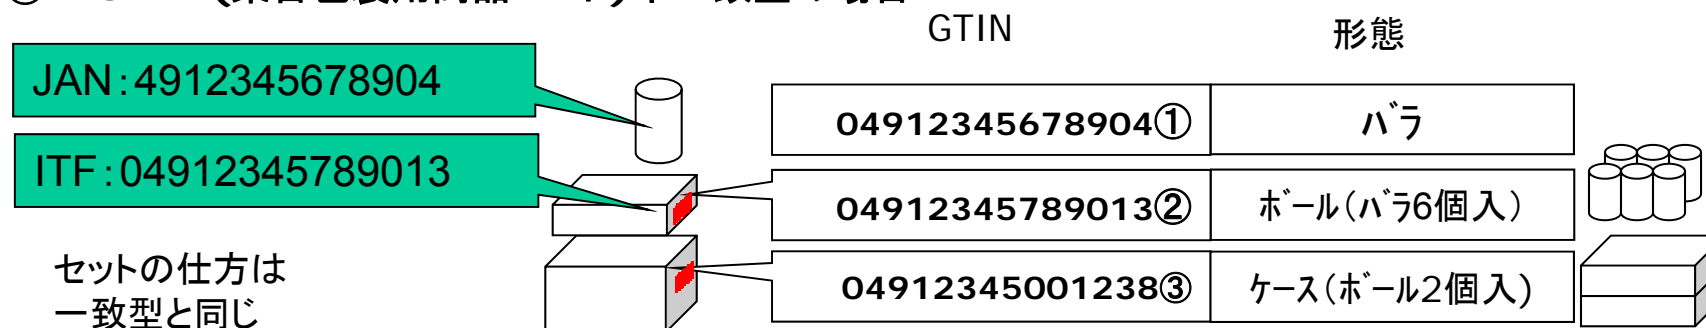 GTIN 形態
JAN:4912345678904
04912345678904① バラ
ITF:04912345789013
04912345789013② ボール(バラ6個入)
セットの仕方は
一致型と同じ
04912345001238③ ケース(ボール2個入)